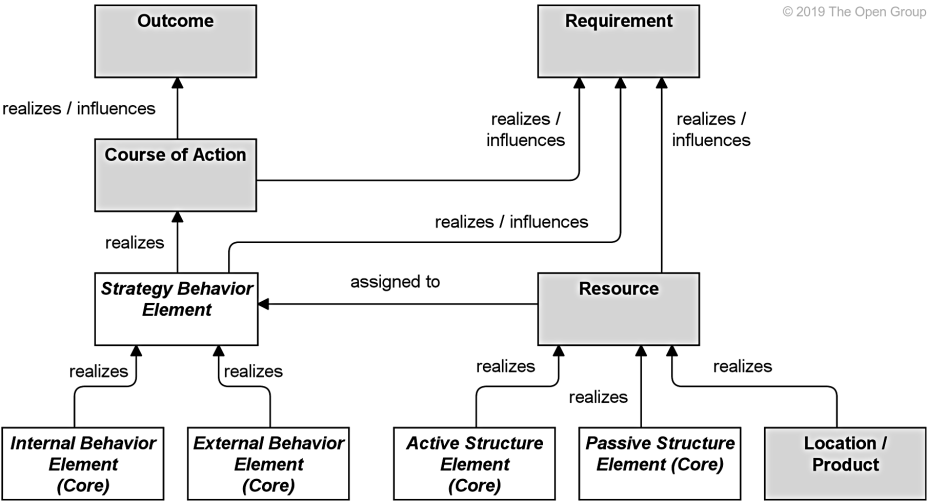 © 2019 The Open Group
Outcome
Requirement
realizes / influences
realizes /
influences
realizes /
influences
Course of Action
realizes / influences
realizes
Strategy Behavior
Element
assigned to
Resource
realizes
realizes
realizes
realizes
realizes
Internal Behavior
Element
(Core)
External Behavior
Element
(Core)
Active Structure
Element
(Core)
Passive Structure
Element (Core)
Location /
Product